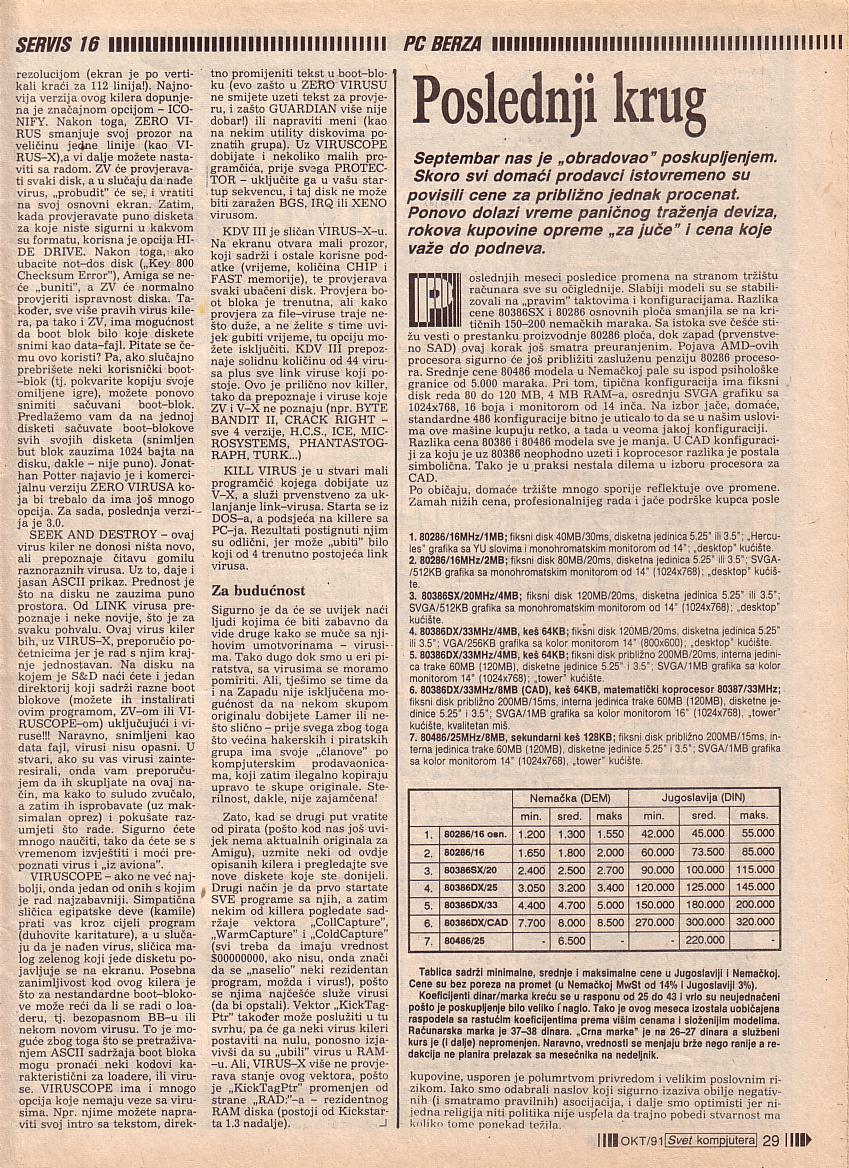 SERVIS 16
rezolucijom (ekran je po verti-
kali kraći za 112 linija!). Najno-
vija verzija ovog kilera dopunje-
na je značajnom opcijom – ICO-
NIFY. Nakon toga, ZERO VI-
RUS smanjuje svoj prozor na
veličinu jedne linije (kao VI-
RUS–X),a vi dalje možete nasta-
viti sa radom. ZV će provjerava-
ti svaki disk, a u slučaju da nađe
virus, „probudit” će se, i vratiti
na svoj osnovni ekran. Zatim,
kada provjeravate puno disketa
za koje niste sigurni u kakvom
su formatu, korisna je opcija HI-
DE DRIVE. Nakon toga, ako
ubacite not–dos disk („Key 800
Checksum Error”), Amiga se ne-
će „buniti”, a ZV će normalno
provjeriti ispravnost diska. Ta-
kođer, sve više pravih virus kile-
ra, pa tako i ZV, ima mogućnost
da boot blok bilo koje diskete
snimi kao data–fajl. Pitate se če-
mu ovo koristi? Pa, ako slučajno
prebrišete neki korisnički boot-
–blok (tj. pokvarite kopiju svoje
omiljene igre), možete ponovo
snimiti sačuvani boot–blok.
Predlažemo vam da na jednoj
disketi sačuvate boot–blokove
svih svojih disketa (snimljen
but blok zauzima 1024 bajta na
disku, dakle – nije puno). Jonat-
han Potter najavio je i komerci-
jalnu verziju ZERO VIRUSA ko-
ja bi trebalo da ima još mnogo
opcija. Za sada, poslednja verzi-
ja je 3.0.
SEEK AND DESTROY – ovaj
virus kiler ne donosi ništa novo,
ali prepoznaje čitavu gomilu
raznoraznih virusa. Uz to, daje i
jasan ASCII prikaz. Prednost je
što na disku ne zauzima puno
prostora. Od LINK virusa pre-
poznaje i neke novije, što je za
svaku pohvalu. Ovaj virus kiler
bih, uz VIRUS–X, preporučio po-
četnicima jer je rad s njim kraj-
nje jednostavan. Na disku na
kojem je S&D naći ćete i jedan
direktorij koji sadrži razne boot
blokove (možete ih instalirati
ovim programom, ZV–om ili VI-
RUSCOPE–om) uključujući i vi-
ruse!!! Naravno, snimljeni kao
data fajl, virusi nisu opasni. U
stvari, ako su vas virusi zainte-
resirali, onda vam preporuču-
jem da ih skupljate na ovaj na-
čin, ma kako to suludo zvučalo,
a zatim ih isprobavate (uz mak-
simalan oprez) i pokušate razu-
umjeti što rade. Sigurno ćete
mnogo naučiti, tako da ćete se s
vremenom izvještiti i moći pre-
poznati virus i „iz aviona”.
VIRUSCOPE – ako ne već naj-
bolji, onda jedan od onih s kojim
je rad najzabavniji. Simpatična
sličica egipatske deve (kamile)
prati vas kroz cijeli program
(duhovite karitature), a u sluča-
ju da je nađen virus, sličica ma-
log zelenog koji jede disketu po-
javljuje se na ekranu. Posebna
zanimljivost kod ovog kilera je
što za nestandardne boot–bloko-
ve može reći da li se radi o loa-
deru, tj. bezopasnom BB–u ili
nekom novom virusu. To je mo-
guće zbog toga što se pretraživa-
njem ASCII sadržaja boot bloka
mogu pronaći neki kodovi ka-
rakteristični za loadere, ili viru-
se. VIRUSCOPE ima i mnogo
opcija koje nemaju veze sa viru-
sima. Npr. njime možete napra-
viti svoj intro sa tekstom, direk-
tno promijeniti tekst u boot–blo-
ku (evo zašto u ZERO VIRUSU
ne smijete uzeti tekst za provje-
ru, i zašto GUARDIAN više nije
dobar!) ili napraviti meni (kao
na nekim utility diskovima po-
znatih grupa). Uz VIRUSCOPE
dobijate i nekoliko malih pro-
gramčića, prije svega PROTEC-
TOR – uključite ga u vašu start-
up sekvencu, i taj disk ne može
biti zaražen BGS, IRQ ili XENO
virusom.
KDV III je sličan VIRUS–X–u.
Na ekranu otvara mali prozor,
koji sadrži i ostale korisne pod-
atke (vrijeme, količina CHIP i
FAST memorije), te provjerava
svaki ubačeni disk. Provjera bo-
ot bloka je trenutna, ali kako
provjera za file–viruse traje ne-
što duže, a ne želite s time uvi-
jek gubiti vrijeme, tu opciju mo-
žete isključiti. KDV III prepoz-
naje solidnu količinu od 44 viru-
sa plus sve link viruse koji po-
stoje. Ovo je prilično nov killer,
tako da prepoznaje i viruse koje
ZV i V–X ne poznaju (npr. BYTE
BANDIT II, CRACK RIGHT –
sve 4 verzije, H.C.S., ICE, MIC-
ROSYSTEMS, PHANTASTOG-
RAPH, TURK...)
KILL VIRUS je u stvari mali
programčić kojega dobijate uz
V–X, a služi prvenstveno za uk-
lanjanje link–virusa. Starta se iz
DOS–a, a podsjeća na killere sa
PC–ja. Rezultati postignuti njim
su odlični, jer može „ubiti” bilo
koji od 4 trenutno postojeća link
virusa.
Za budućnost
Sigurno je da će se uvijek naći
ljudi kojima će biti zabavno da
vide druge kako se muče sa nji-
hovim umotvorinama – virusi-
ma. Tako dugo dok smo u eri pi-
ratstva, sa virusima se moramo
pomiriti. Ali, tješimo se time da
i na Zapadu nije isključena mo-
gućnost da na nekom skupom
originalu dobijete Lamer ili ne-
što slično – prije svega zbog toga
što većina hakerskih i piratskih
grupa ima svoje „članove” po
kompjuterskim prodavaonica-
ma, koji zatim ilegalno kopiraju
upravo te skupe originale. Ste-
rilnost, dakle, nije zajamčena!
Zato, kad se drugi put vratite
od pirata (pošto kod nas još uvi-
jek nema aktualnih originala za
Amigu), uzmite neki od ovdje
opisanih kilera i pregledajte sve
nove diskete koje ste donijeli.
Drugi način je da prvo startate
SVE programe sa njih, a zatim
nekim od killera pogledate sad-
ržaje vektora „CollCapture”,
„WarmCapture” i „ColdCapture”
(svi treba da imaju vrednost
$00000000, ako nisu, onda znači
da se „naselio” neki rezidentan
program, možda i virus!), pošto
se njima najčešće služe virusi
(da bi opstali). Vektor „KickTag-
Ptr” također može poslužiti u tu
svrhu, pa će ga neki virus kileri
postaviti na nulu, ponosno izja-
vivši da su „ubili” virus u RAM-
–u. Ali, VIRUS–X više ne provje-
rava stanje ovog vektora, pošto
je „KickTagPtr” promenjen od
strane „RAD:”–a – rezidentnog
RAM diska (postoji od Kickstar-
ta 1.3 nadalje).
PC BERZA
Poslednji krug
Septembar nas je „obradovao” poskupljenjem.
Skoro svi domaći prodavci istovremeno su
povisili cene za približno jednak procenat.
Ponovo dolazi vreme paničnog traženja deviza,
rokova kupovine opreme „za juče” i cena koje
važe do podneva.
Poslednjih meseci posledice promena na stranom tržištu
računara sve su očiglednije. Slabiji modeli su se stabili-
zovali na „pravim” taktovima i konfiguracijama. Razlika
cene 80386SX i 80286 osnovnih ploča smanjila se na kri-
tičnih 150–200 nemačkih maraka. Sa istoka sve češće sti-
žu vesti o prestanku proizvodnje 80286 ploča, dok zapad (prvenstve-
no SAD) ovaj korak još smatra preuranjenim. Pojava AMD–ovih
procesora sigurno će još približiti zasluženu penziju 80286 proceso-
ra. Srednje cene 80486 modela u Nemačkoj pale su ispod psihološke
granice od 5.000 maraka. Pri tom, tipična konfiguracija ima fiksni
disk reda 80 do 120 MB, 4 MB RAM–a, osrednju SVGA grafiku sa
1024x768, 16 boja i monitorom od 14 inča. Na izbor jače, domaće,
standardne 486 konfiguracije bitno je uticalo to da se u našim uslovi-
ma ove mašine kupuju retko, a tada u veoma jakoj konfiguraciji.
Razlika cena 80386 i 80486 modela sve je manja. U CAD konfiguraci-
ji za koju je uz 80386 neophodno uzeti i koprocesor razlika je postala
simbolična. Tako je u praksi nestala dilema u izboru procesora za
CAD.
Po običaju, domaće tržište mnogo sporije reflektuje ove promene.
Zamah nižih cena, profesionalnijeg rada i jače podrške kupca posle
1. 80286/16MHz/1MB; fiksni disk 40MB/30ms, disketna jedinica 5.25" ili 3.5"; „Hercu-
les” grafika sa YU slovima i monohromatskim monitorom od 14"; „desktop” kućište.
2. 80286/16MHz/2MB; fiksni disk 80MB/20ms, disketna jedinica 5.25" ili 3.5"; SVGA-
/512KB grafika sa monohromatskim monitorom od 14" (1024x768); „desktop” kućiš-
te.
3. 80386SX/20MHz/4MB; fiksni disk 120MB/20ms, disketna jedinica 5.25" ili 3.5";
SVGA/512KB grafika sa monohromatskim monitorom od 14" (1024x768); „desktop”
kućište.
4. 80386DX/33MHz/4MB, keš 64KB; fiksni disk 120MB/20ms, disketna jedinica 5.25"
ili 3.5"; VGA/256KB grafika sa kolor monitorom 14" (800x600); „desktop” kućište.
5. 80386DX/33MHz/4MB, keš 64KB; fiksni disk približno 200MB/20ms, interna jedini-
ca trake 60MB (120MB), disketne jedinice 5.25" i 3.5"; SVGA/1MB grafika sa kolor
monitorom 14" (1024x768); „tower” kućište.
6. 80386DX/33MHz/8MB (CAD), keš 64KB, matematički koprocesor 80387/33MHz;
fiksni disk približno 200MB/15ms, interna jedinica trake 60MB (120MB), disketne je-
dinice 5.25" i 3.5"; SVGA/1MB grafika sa kolor monitorom 16" (1024x768), „tower”
kućište, kvalitetan miš.
7. 80486/25MHz/8MB, sekundarni keš 128KB; fiksni disk približno 200MB/15ms, in-
terna jedinica trake 60MB (120MB), disketne jedinice 5.25" i 3.5"; SVGA/1MB grafika
sa kolor monitorom 14" (1024x768), „tower” kućište.
Nemačka (DEM) Jugoslavija (DIN)
min. sred. maks min. sred. maks.
1. 80286/16 osn. 1.200 1.300 1.550 42.000 45.000 55.000
2. 80286/16 1.650 1.800 2.000 60.000 73.500 85.000
3. 80386SX/20 2.400 2.500 2.700 90.000 100.000 115.000
4. 80386DX/25 3.050 3.200 3.400 120.000 125.000 145.000
5. 80386DX/33 4.400 4.700 5.000 150.000 180.000 200.000
6. 80386DX/CAD 7.700 8.000 8.500 270.000 300.000 320.000
7. 80486/25 - 6.500 - - 220.000 -
Tablica sadrži minimalne, srednje i maksimalne cene u Jugoslaviji i Nemačkoj.
Cene su bez poreza na promet (u Nemačkoj MwSt od 14% i Jugoslaviji 3%).
Koeficijenti dinar/marka kreću se u rasponu od 25 do 43 i vrlo su neujednačeni
pošto je poskupljenje bilo veliko i naglo. Tako je ovog meseca izostala uobičajena
raspodela sa rastućim koeficijentima prema višim cenama i složenijim modelima.
Računarska marka je 37–38 dinara. „Crna marka” je na 26–27 dinara a službeni
kurs je (i dalje) nepromenjen. Naravno, vrednosti se menjaju brže nego ranije a re-
dakcija ne planira prelazak sa mesečnika na nedeljnik.
kupovine, usporen je polumrtvom privredom i velikim poslovnim ri-
zikom. Iako smo odabrali naslov koji sigurno izaziva obilje negativ-
nih (i smatramo pravilnih) asocijacija, i dalje smo optimisti jer ni-
jedna religija niti politika nije uspela da trajno pobedi stvarnost ma
koliko tome ponekad težila.
OKT/91 Svet kompjutera 29